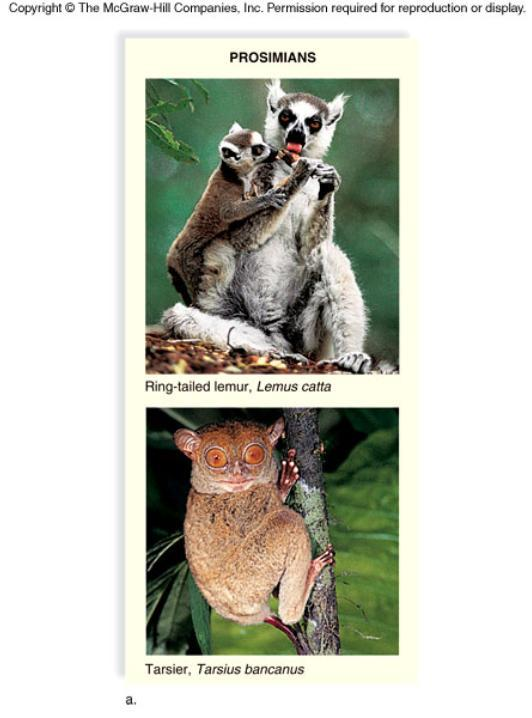 Copyright © The McGraw-Hill Companies, Inc. Permission required for reproduction or display.
PROSIMIANS
Ring-tailed lemur, Lemus catta
Tarsier, Tarsius bancanus
a.